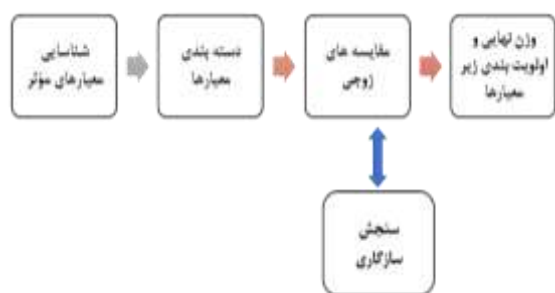 شناسایی
معیارهای مؤثر
دسته بندی
معیارها
مقایسه های
زوجی
وزن نهایی و
اولویت بندی زیر
معیارها
سنجش
سازگاری